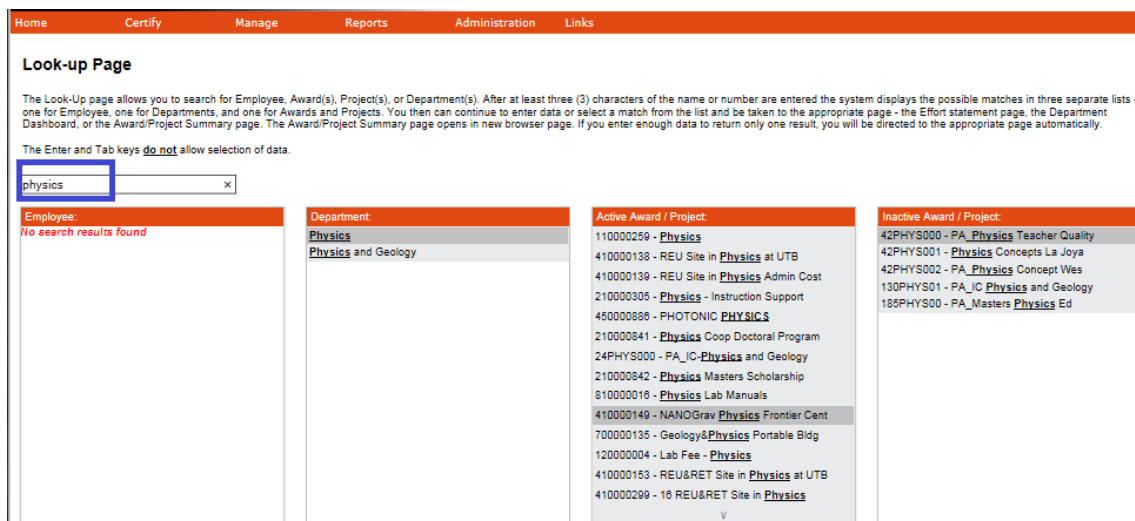 Home Certify Manage Reports Administration Links
Look-up Page
The Look-Up page allows you to search for Employee, Award(s), Project(s), or Department(s). After at least three (3) characters of the name or number are entered the system displays the possible matches in three separate lists -
one for Employee, one for Departments, and one for Awards and Projects. You then can continue to enter data or select a match from the list and be taken to the appropriate page - the Effort statement page, the Department
Dashboard, or the Award/Project Summary page. The Award/Project Summary page opens in new browser page. If you enter enough data to return only one result, you will be directed to the appropriate page automatically.
The Enter and Tab keys do not allow selection of data.
physics ×
Employee:
No search results found
Department:
Physics
Physics and Geology
Active Award / Project:
110000259 - Physics
410000138 - REU Site in Physics at UTB
410000139 - REU Site in Physics Admin Cost
210000305 - Physics - Instruction Support
450000886 - PHOTONIC PHYSICS
210000841 - Physics Coop Doctoral Program
24PHYS000 - PA_IC-Physics and Geology
210000842 - Physics Masters Scholarship
810000016 - Physics Lab Manuals
410000149 - NANOGrav Physics Frontier Cent
700000135 - Geology&Physics Portable Bldg
120000004 - Lab Fee - Physics
410000153 - REU&RET Site in Physics at UTB
410000299 - 16 REU&RET Site in Physics
v
Inactive Award / Project:
42PHYS000 - PA_Physics Teacher Quality
42PHYS001 - Physics Concepts La Joya
42PHYS002 - PA_Physics Concept Wes
130PHYS01 - PA_IC Physics and Geology
185PHYS00 - PA_Masters Physics Ed